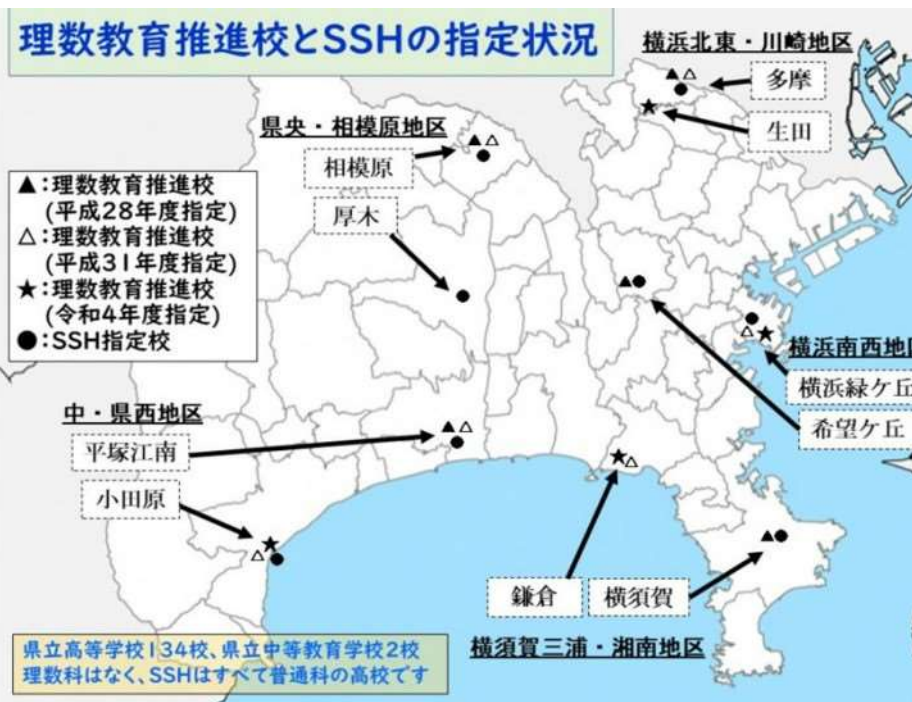 理数教育推進校とSSHの指定状況
横浜北東・川崎地区
多摩
生田
県央・相模原地区
相模原
厚木
▲:理数教育推進校
(平成28年度指定)
△:理数教育推進校
(平成31年度指定)
★:理数教育推進校
(令和4年度指定)
●:SSH指定校
横浜南西地区
横浜緑ケ丘
希望ケ丘
中・県西地区
平塚江南
小田原
鎌倉
横須賀
横須賀三浦・湘南地区
県立高等学校134校、県立中等教育学校2校
理数科はなく、SSHはすべて普通科の高校です